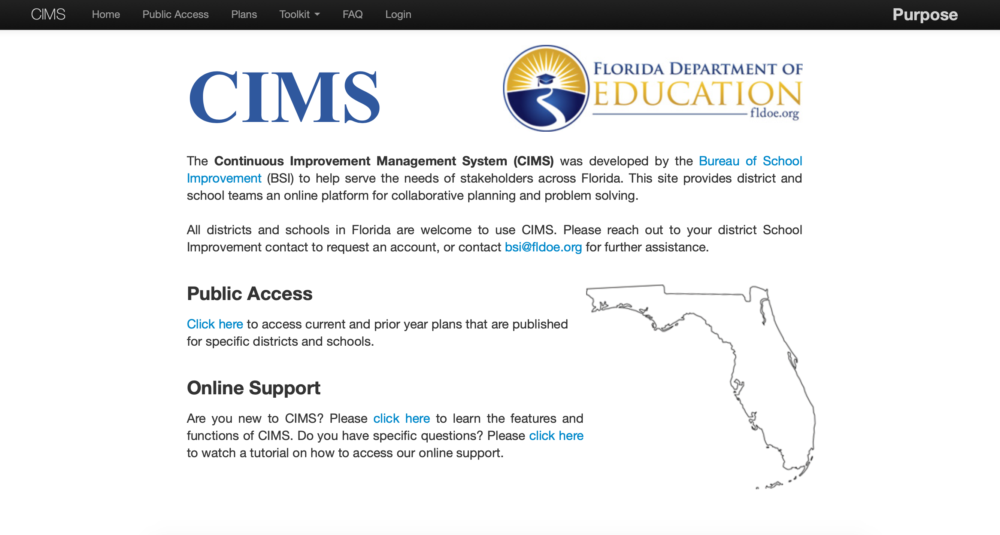 CIMS Home Public Access Plans Toolkit FAQ Login Purpose
CIMS
FLORIDA DEPARTMENT OF
EDUCATION
fldoe.org
The Continuous Improvement Management System (CIMS) was developed by the Bureau of School
Improvement (BSI) to help serve the needs of stakeholders across Florida. This site provides district and
school teams an online platform for collaborative planning and problem solving.
All districts and schools in Florida are welcome to use CIMS. Please reach out to your district School
Improvement contact to request an account, or contact bsi@fldoe.org for further assistance.
Public Access
Click here to access current and prior year plans that are published
for specific districts and schools.
Online Support
Are you new to CIMS? Please click here to learn the features and
functions of CIMS. Do you have specific questions? Please click here
to watch a tutorial on how to access our online support.